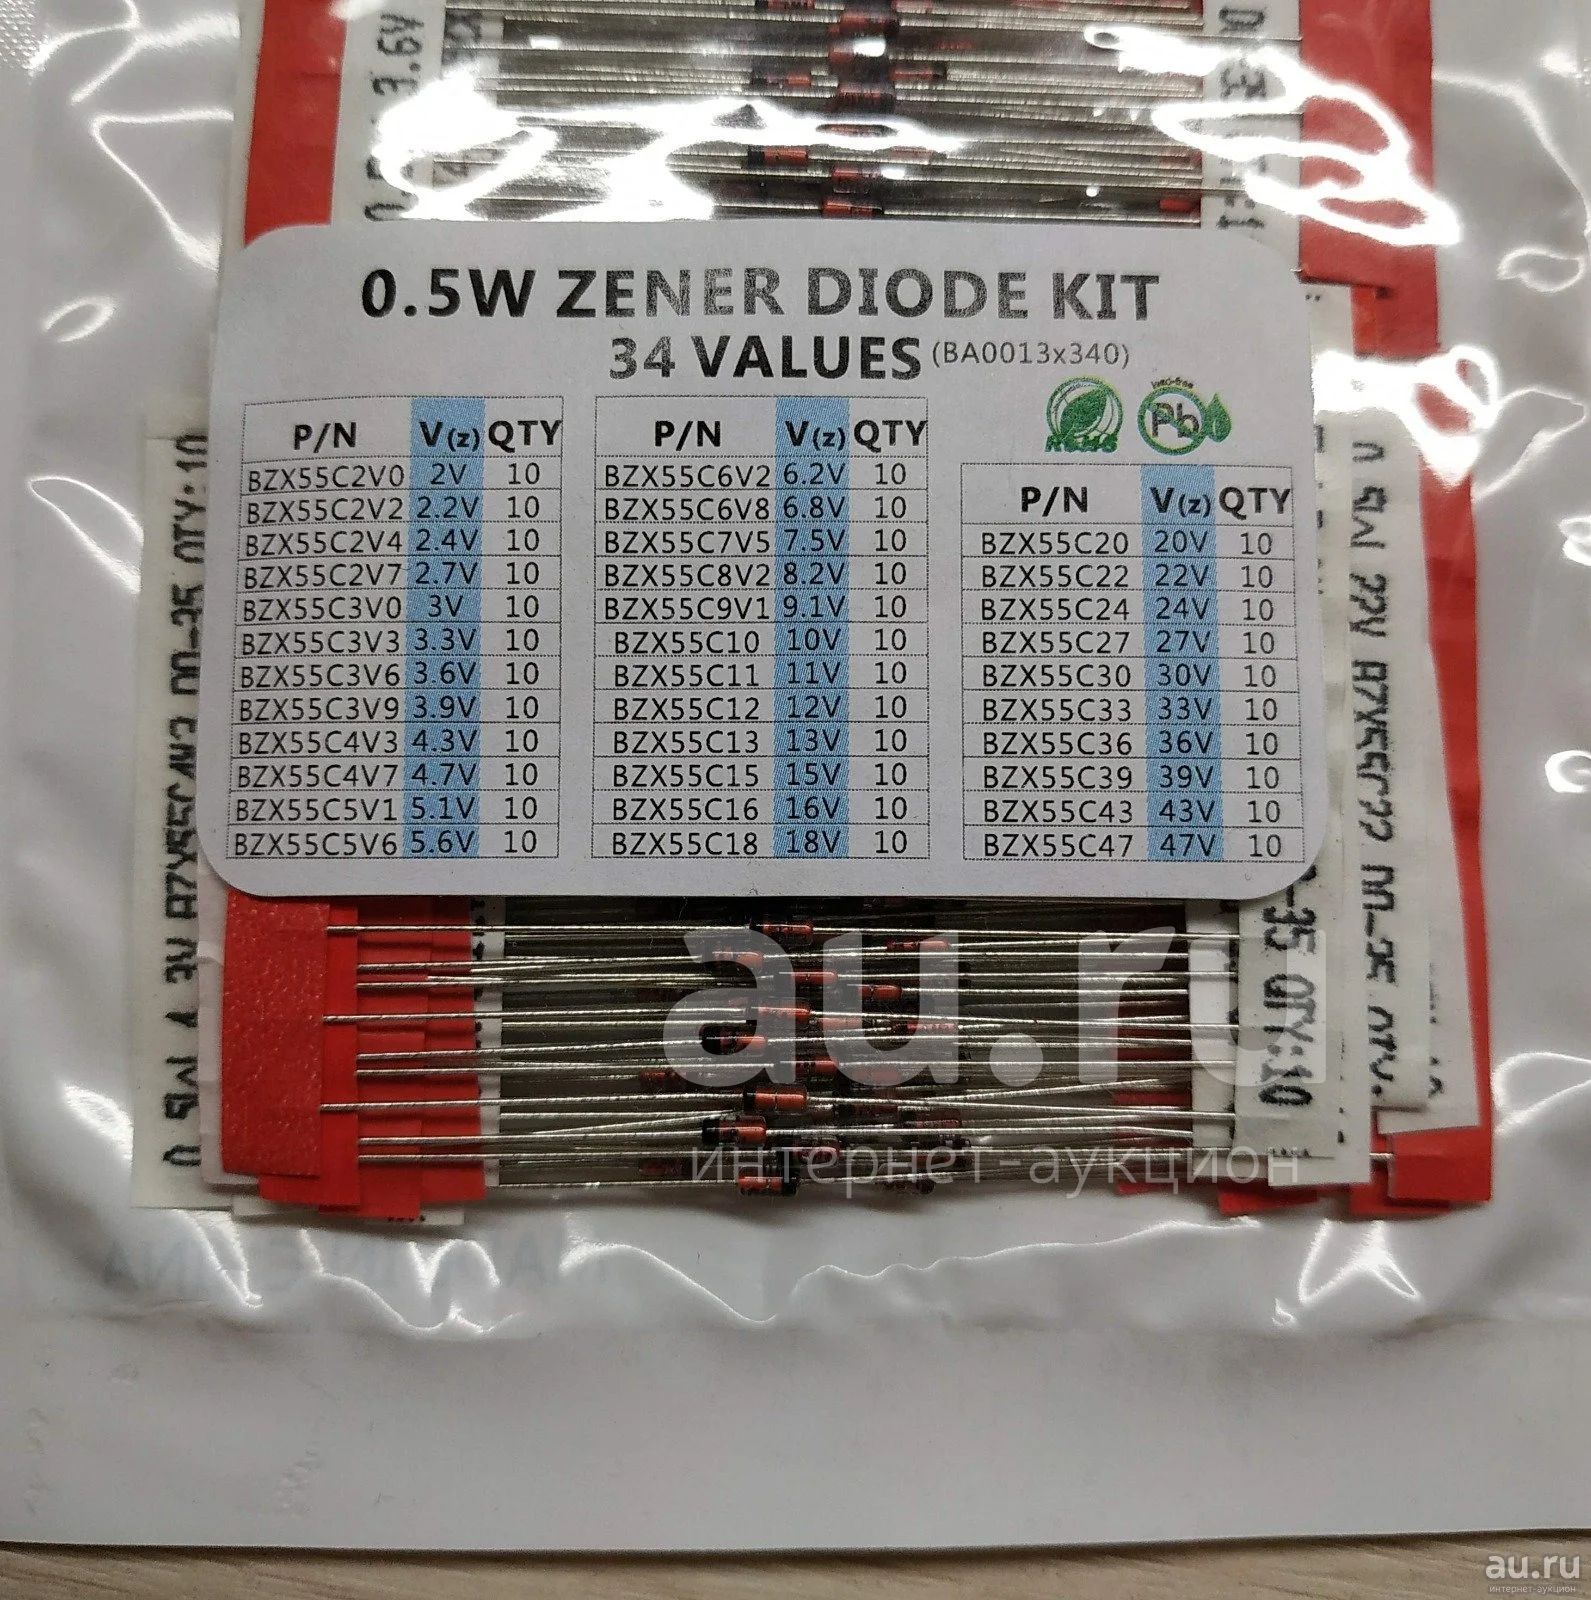 3.6V
0.5W ZENER DIODE KIT
34 VALUES (BA0013x340)
RoHS
Lead-free
Pb
P/N V(z) QTY
BZX55C2V0 2V 10
BZX55C2V2 2.2V 10
BZX55C2V4 2.4V 10
BZX55C2V7 2.7V 10
BZX55C3V0 3V 10
BZX55C3V3 3.3V 10
BZX55C3V6 3.6V 10
BZX55C3V9 3.9V 10
BZX55C4V3 4.3V 10
BZX55C4V7 4.7V 10
BZX55C5V1 5.1V 10
BZX55C5V6 5.6V 10
P/N V(z) QTY
BZX55C6V2 6.2V 10
BZX55C6V8 6.8V 10
BZX55C7V5 7.5V 10
BZX55C8V2 8.2V 10
BZX55C9V1 9.1V 10
BZX55C10 10V 10
BZX55C11 11V 10
BZX55C12 12V 10
BZX55C13 13V 10
BZX55C15 15V 10
BZX55C16 16V 10
BZX55C18 18V 10
P/N V(z) QTY
BZX55C20 20V 10
BZX55C22 22V 10
BZX55C24 24V 10
BZX55C27 27V 10
BZX55C30 30V 10
BZX55C33 33V 10
BZX55C36 36V 10
BZX55C39 39V 10
BZX55C43 43V 10
BZX55C47 47V 10
-35 QTY:10
au.ru
интернет-аукцион
au.ru
интернет-аукцион